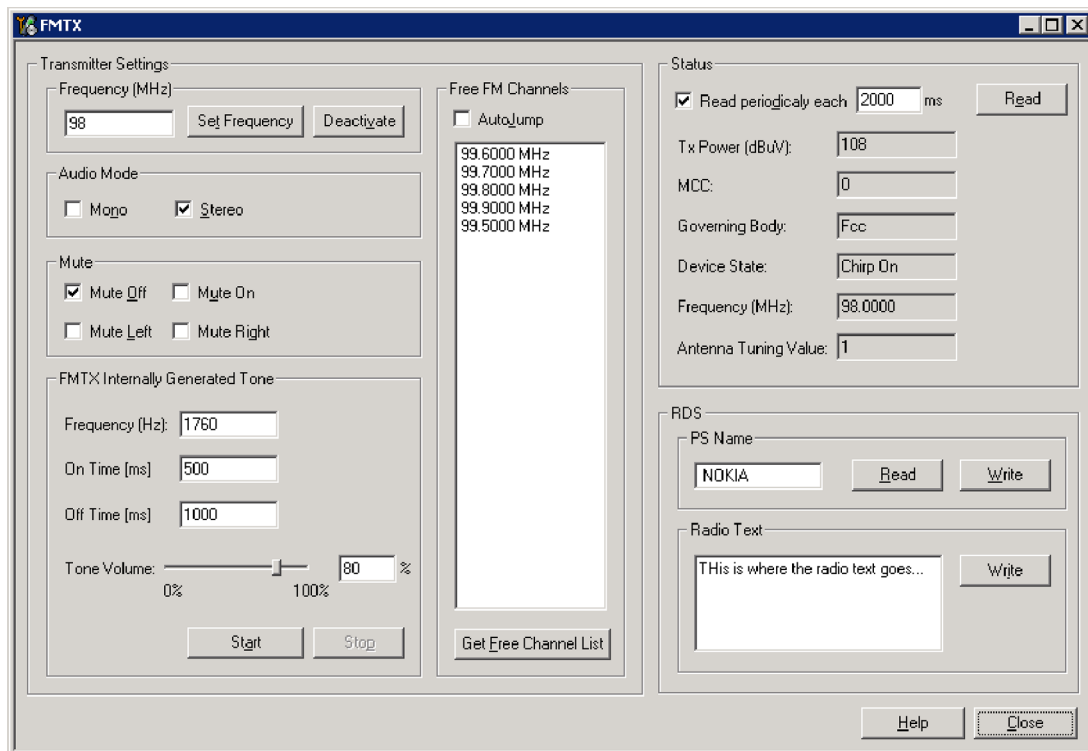 FMTX
Transmitter Settings
Frequency (MHz)
98
Set Frequency
Deactivate
Audio Mode
Mono
Stereo
Mute
Mute Off
Mute On
Mute Left
Mute Right
FMTX Internally Generated Tone
Frequency (Hz): 1760
On Time [ms] 500
Off Time [ms] 1000
Tone Volume: 80 %
0% 100%
Start
Stop
Free FM Channels
AutoJump
99.6000 MHz
99.7000 MHz
99.8000 MHz
99.9000 MHz
99.5000 MHz
Get Free Channel List
Status
Read periodicaly each 2000 ms
Read
Tx Power (dBuV): 108
MCC: 0
Governing Body: Fcc
Device State: Chirp On
Frequency (MHz): 98.0000
Antenna Tuning Value: 1
RDS
PS Name
NOKIA
Read
Write
Radio Text
THis is where the radio text goes...
Write
Help
Close